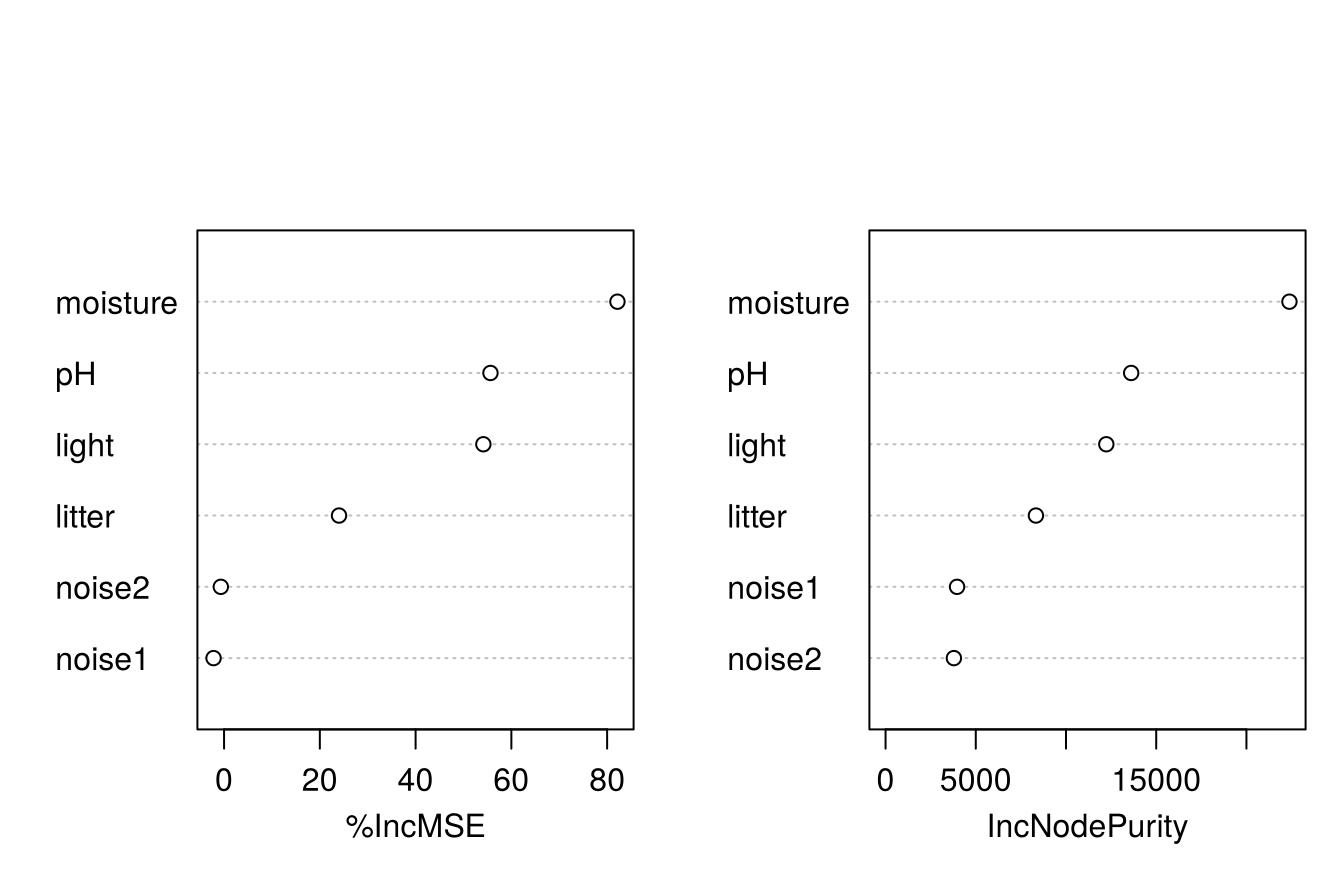 moisture
pH
light
litter
noise2
noise1
0 20 40 60 80
%IncMSE
moisture
pH
light
litter
noise1
noise2
0 5000 15000
IncNodePurity